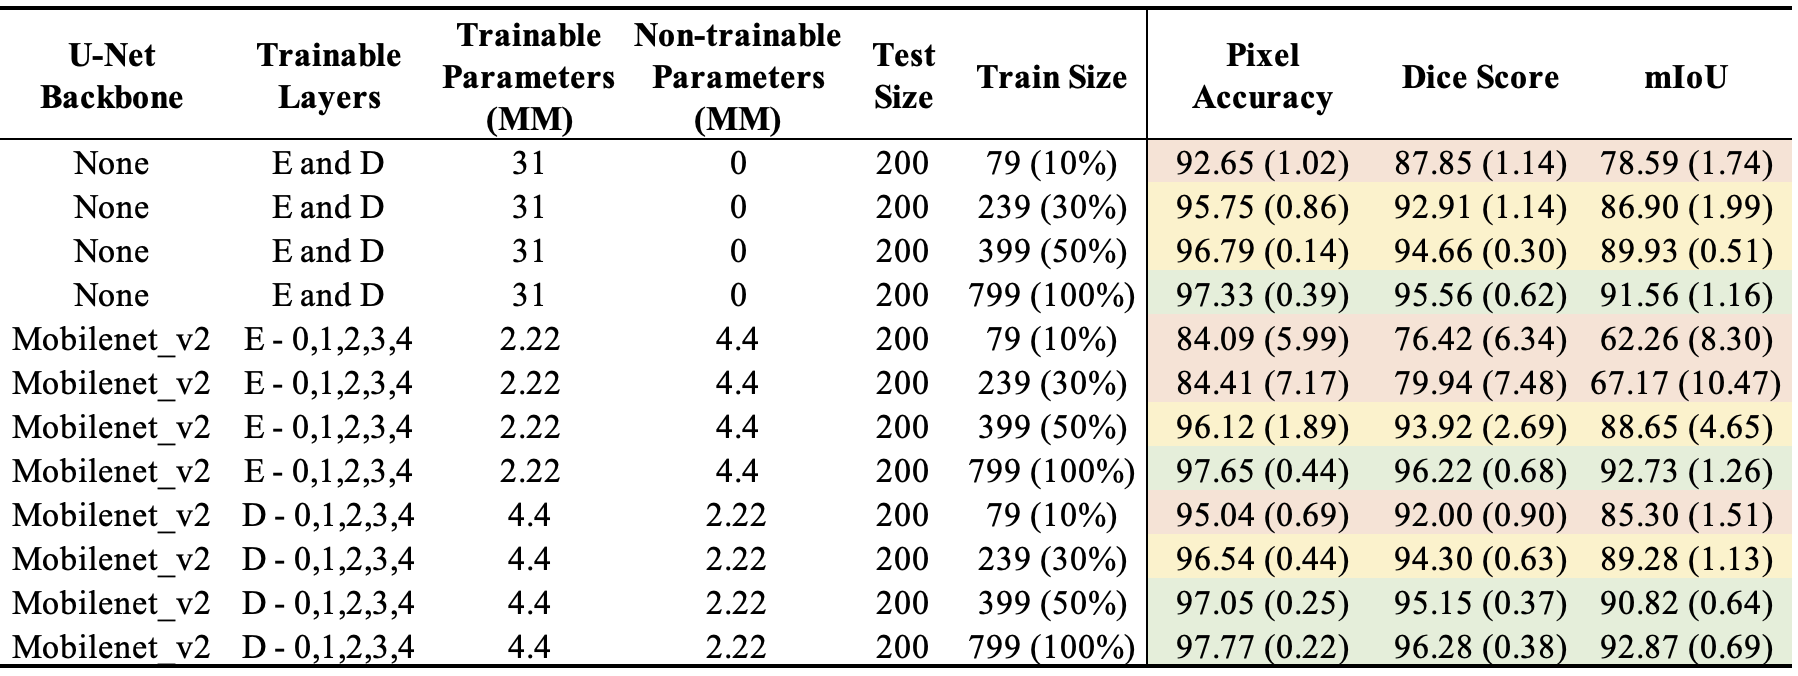 U-Net Backbone Trainable Layers Trainable Parameters (MM) Non-trainable Parameters (MM) Test Size Train Size Pixel Accuracy Dice Score mIoU
None E and D 31 0 200 79 (10%) 92.65 (1.02) 87.85 (1.14) 78.59 (1.74)
None E and D 31 0 200 239 (30%) 95.75 (0.86) 92.91 (1.14) 86.90 (1.99)
None E and D 31 0 200 399 (50%) 96.79 (0.14) 94.66 (0.30) 89.93 (0.51)
None E and D 31 0 200 799 (100%) 97.33 (0.39) 95.56 (0.62) 91.56 (1.16)
Mobilenet_v2 E - 0,1,2,3,4 2.22 4.4 200 79 (10%) 84.09 (5.99) 76.42 (6.34) 62.26 (8.30)
Mobilenet_v2 E - 0,1,2,3,4 2.22 4.4 200 239 (30%) 84.41 (7.17) 79.94 (7.48) 67.17 (10.47)
Mobilenet_v2 E - 0,1,2,3,4 2.22 4.4 200 399 (50%) 96.12 (1.89) 93.92 (2.69) 88.65 (4.65)
Mobilenet_v2 E - 0,1,2,3,4 2.22 4.4 200 799 (100%) 97.65 (0.44) 96.22 (0.68) 92.73 (1.26)
Mobilenet_v2 D - 0,1,2,3,4 4.4 2.22 200 79 (10%) 95.04 (0.69) 92.00 (0.90) 85.30 (1.51)
Mobilenet_v2 D - 0,1,2,3,4 4.4 2.22 200 239 (30%) 96.54 (0.44) 94.30 (0.63) 89.28 (1.13)
Mobilenet_v2 D - 0,1,2,3,4 4.4 2.22 200 399 (50%) 97.05 (0.25) 95.15 (0.37) 90.82 (0.64)
Mobilenet_v2 D - 0,1,2,3,4 4.4 2.22 200 799 (100%) 97.77 (0.22) 96.28 (0.38) 92.87 (0.69)